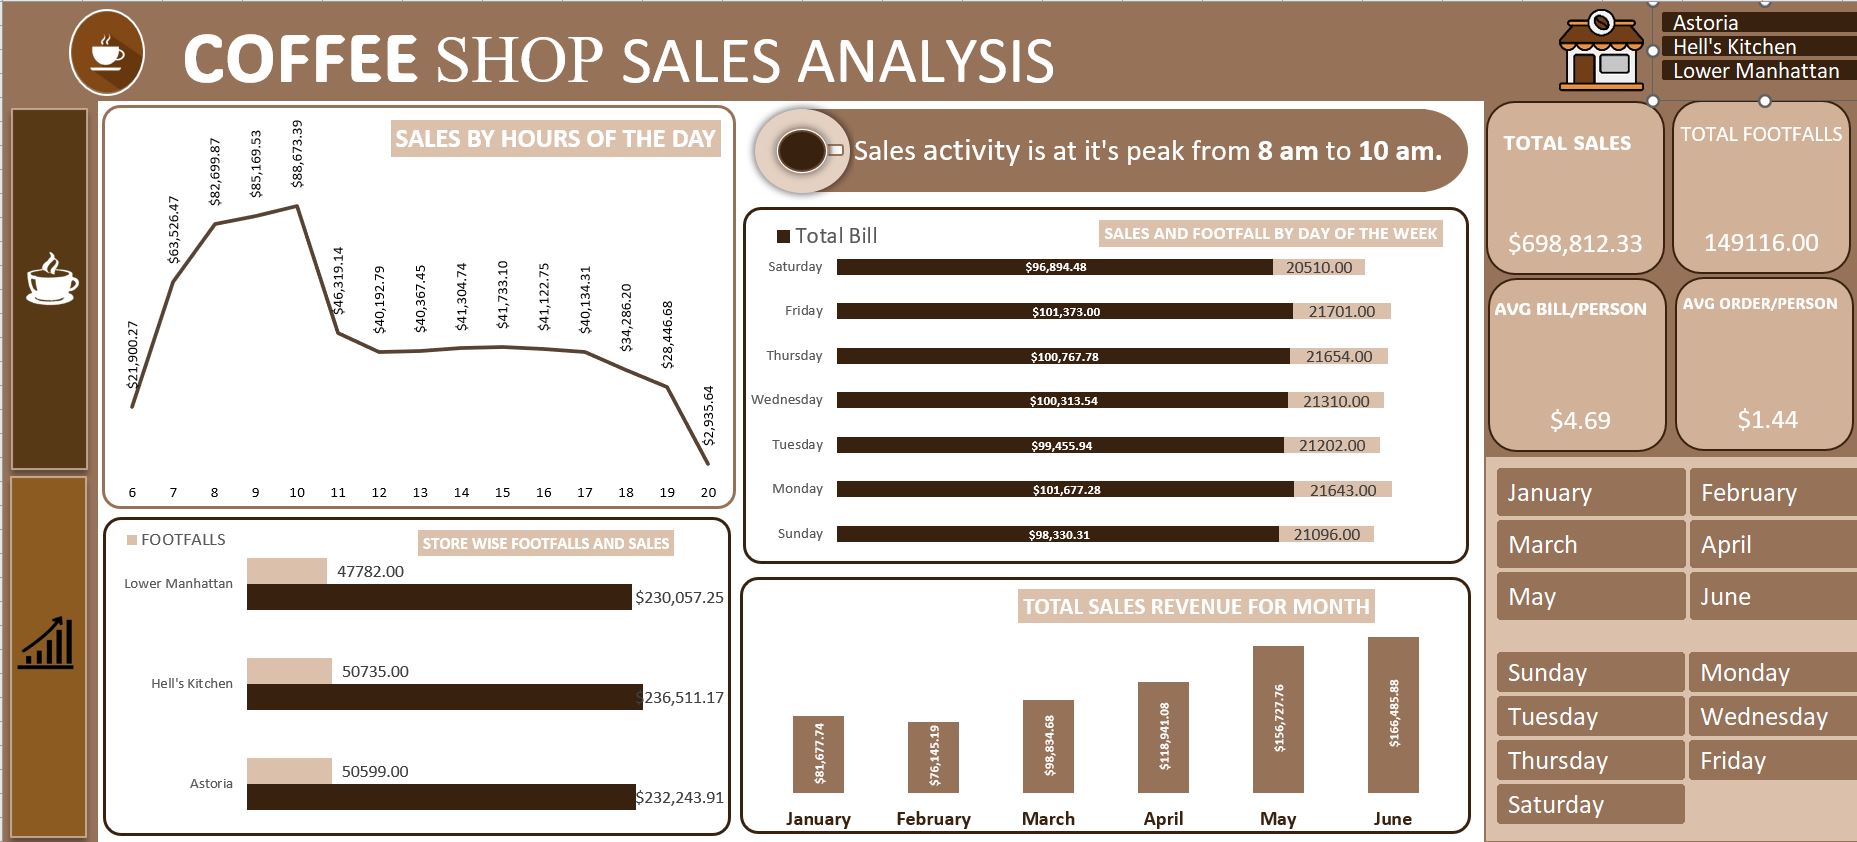 COFFEE SHOP SALES ANALYSIS
Astoria
Hell's Kitchen
Lower Manhattan
SALES BY HOURS OF THE DAY
$21,900.27
$63,526.47
$82,699.87
$85,169.53
$88,673.39
$46,319.14
$40,192.79
$40,367.45
$41,304.74
$41,733.10
$41,122.75
$40,134.31
$34,286.20
$28,446.68
$2,935.64
6 7 8 9 10 11 12 13 14 15 16 17 18 19 20
Sales activity is at it's peak from 8 am to 10 am.
Total Bill
SALES AND FOOTFALL BY DAY OF THE WEEK
Saturday $96,894.48 20510.00
Friday $101,373.00 21701.00
Thursday $100,767.78 21654.00
Wednesday $100,313.54 21310.00
Tuesday $99,455.94 21202.00
Monday $101,677.28 21643.00
Sunday $98,330.31 21096.00
FOOTFALLS
STORE WISE FOOTFALLS AND SALES
Lower Manhattan 47782.00
$230,057.25
Hell's Kitchen 50735.00
$236,511.17
Astoria 50599.00
$232,243.91
TOTAL SALES REVENUE FOR MONTH
$81,677.74
$76,145.19
$98,834.68
$118,941.08
$156,727.76
$166,485.88
January February March April May June
TOTAL SALES
$698,812.33
TOTAL FOOTFALLS
149116.00
AVG BILL/PERSON
$4.69
AVG ORDER/PERSON
$1.44
January February
March April
May June
Sunday Monday
Tuesday Wednesday
Thursday Friday
Saturday